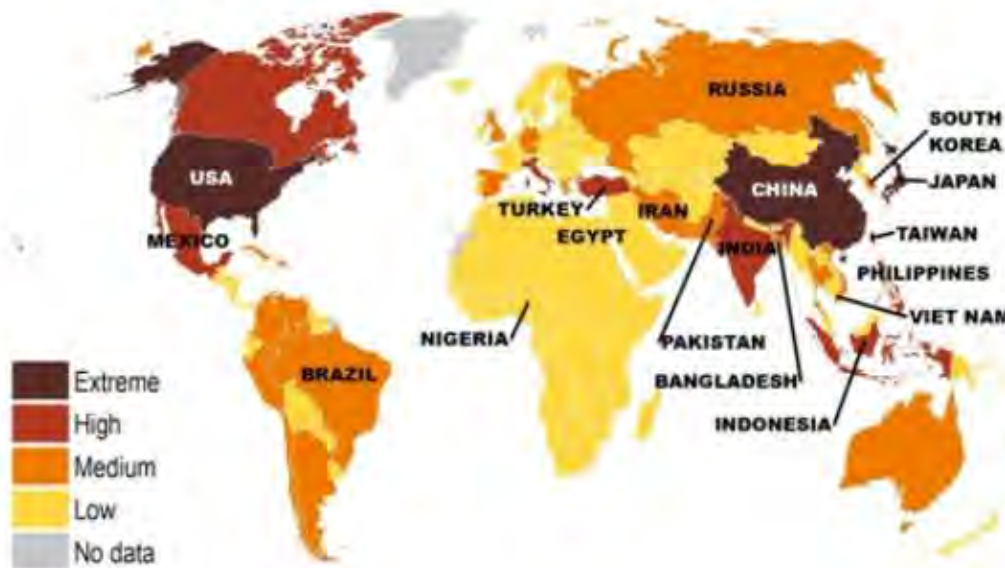 RUSSIA
SOUTH
KOREA
USA
CHINA
JAPAN
TURKEY
IRAN
MEXICO
EGYPT
INDIA
TAIWAN
PHILIPPINES
VIET NAM
NIGERIA
PAKISTAN
BRAZIL
BANGLADESH
INDONESIA
Extreme
High
Medium
Low
No data